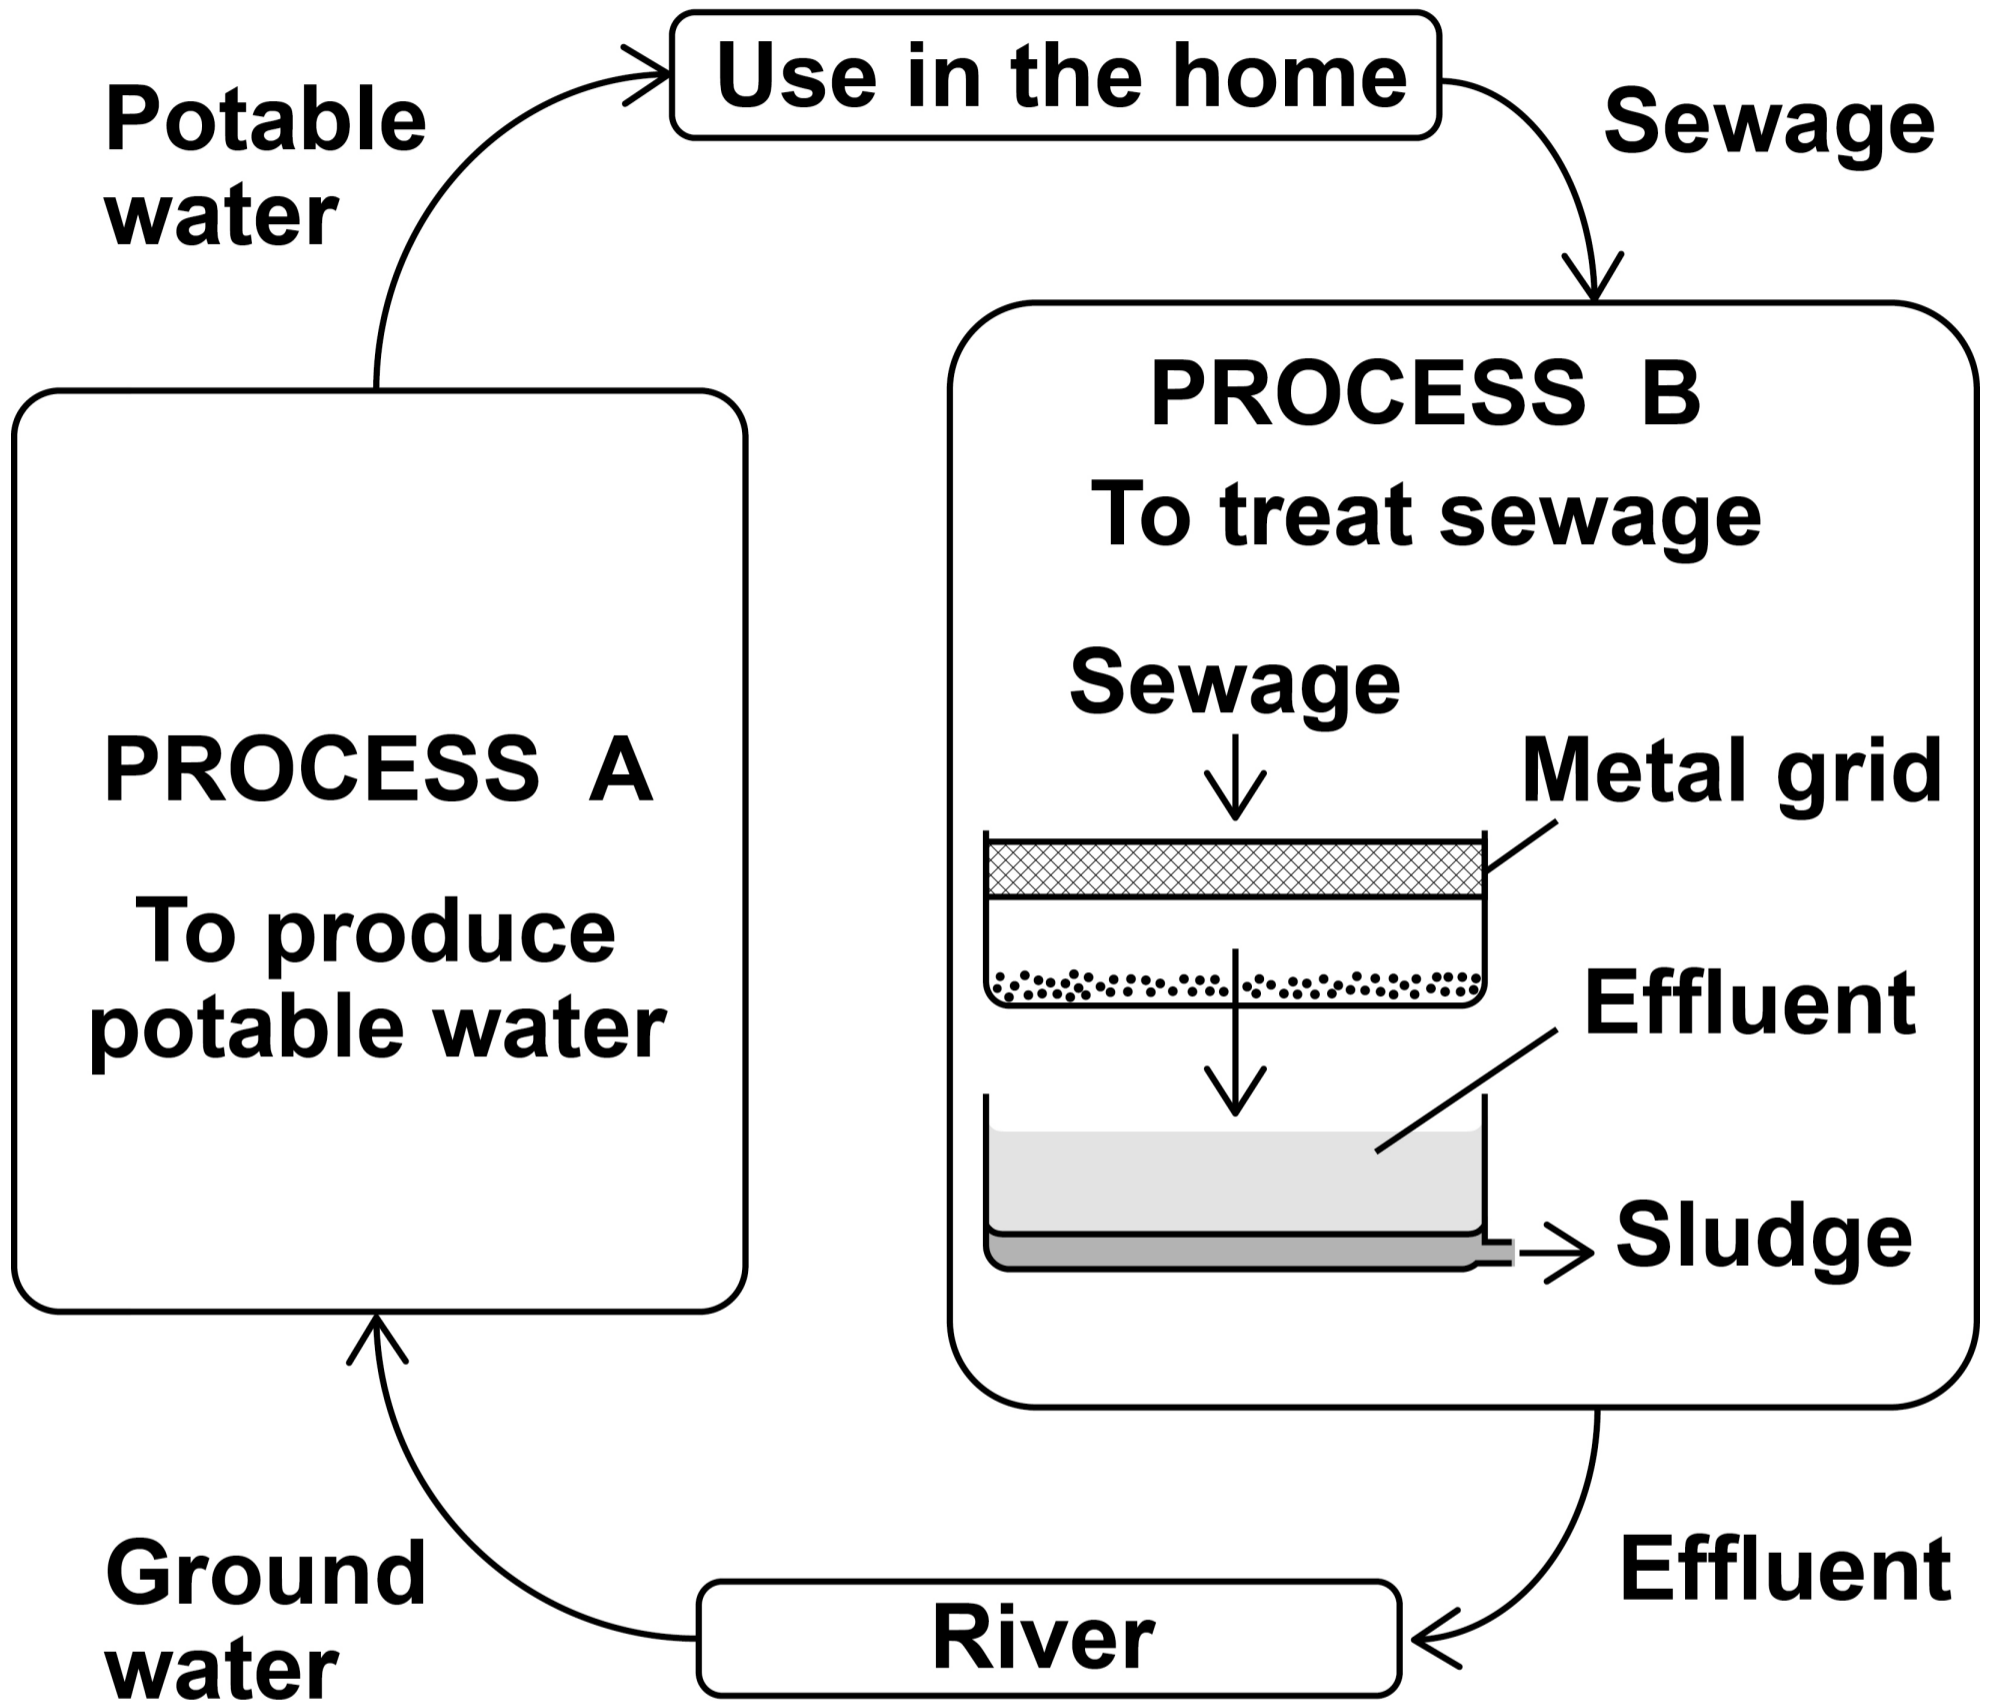 Use in the home
Potable
water
Sewage
PROCESS A
To produce
potable water
PROCESS B
To treat sewage
Sewage
Metal grid
Effluent
Sludge
Ground
water
River
Effluent